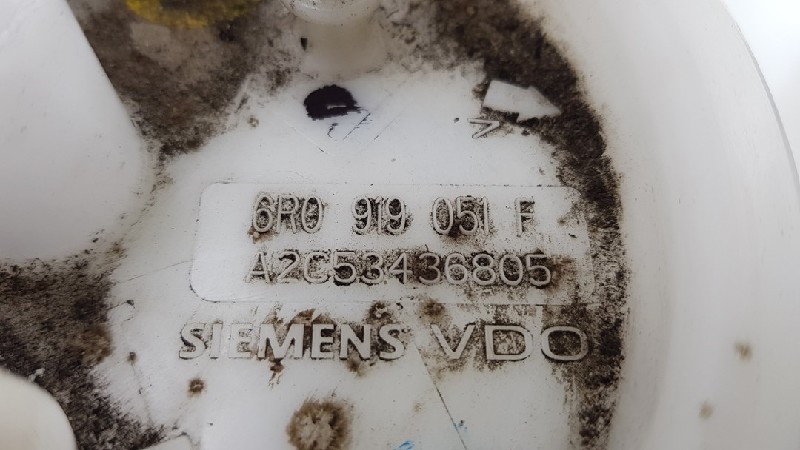 6R0 919 051 F
A2C53436805
SIEMENS VDO